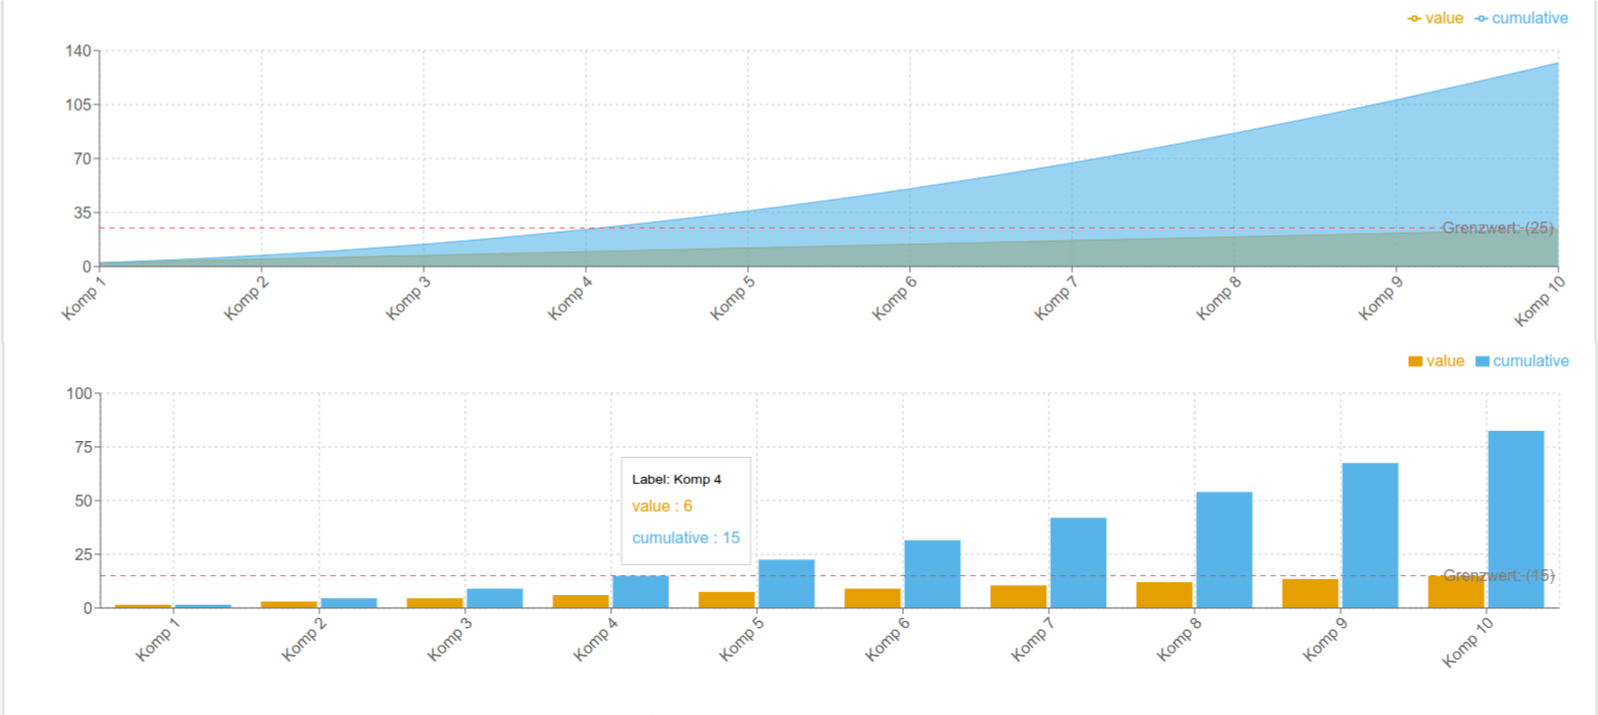 value cumulative
140
105
70
35
0
Grenzwert: (25)
Komp 1 Komp 2 Komp 3 Komp 4 Komp 5 Komp 6 Komp 7 Komp 8 Komp 9 Komp 10
value cumulative
100
75
50
25
0
Label: Komp 4
value : 6
cumulative : 15
Grenzwert: (15)
Komp 1 Komp 2 Komp 3 Komp 4 Komp 5 Komp 6 Komp 7 Komp 8 Komp 9 Komp 10